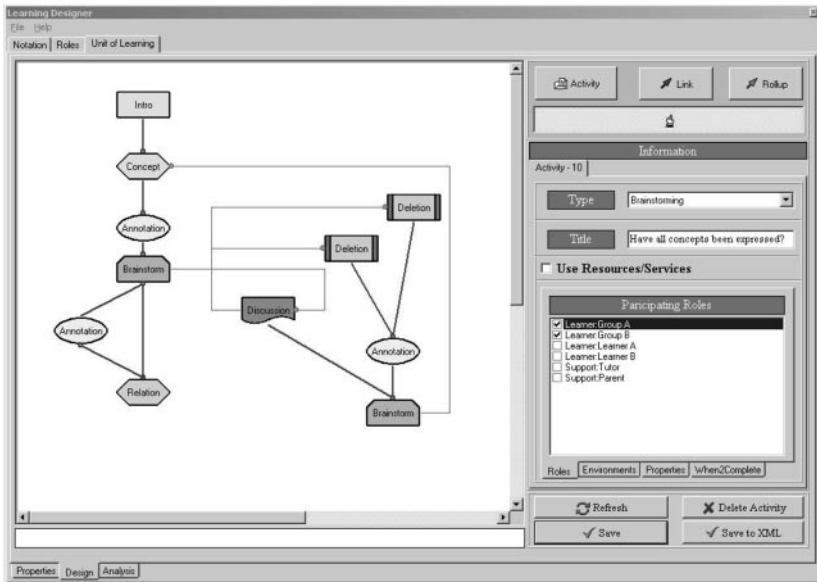 Learning Designer
File Help
Notation Roles Unit of Learning
Activity Link Rollup
Intro
Concept
Annotation
Brainstorm
Annotation
Relation
Deletion
Deletion
Discussion
Annotation
Brainstorm
Information
Activity - 10
Type Brainstorming
Title Have all concepts been expressed?
Use Resources/Services
Paricipating Roles
Learner:Group A
Learner:Group B
Learner:Learner A
Learner:Learner B
Support:Tutor
Support:Parent
Roles Environments Properties When2Complete
Refresh Delete Activity
Save Save to XML
Properties Design Analysis